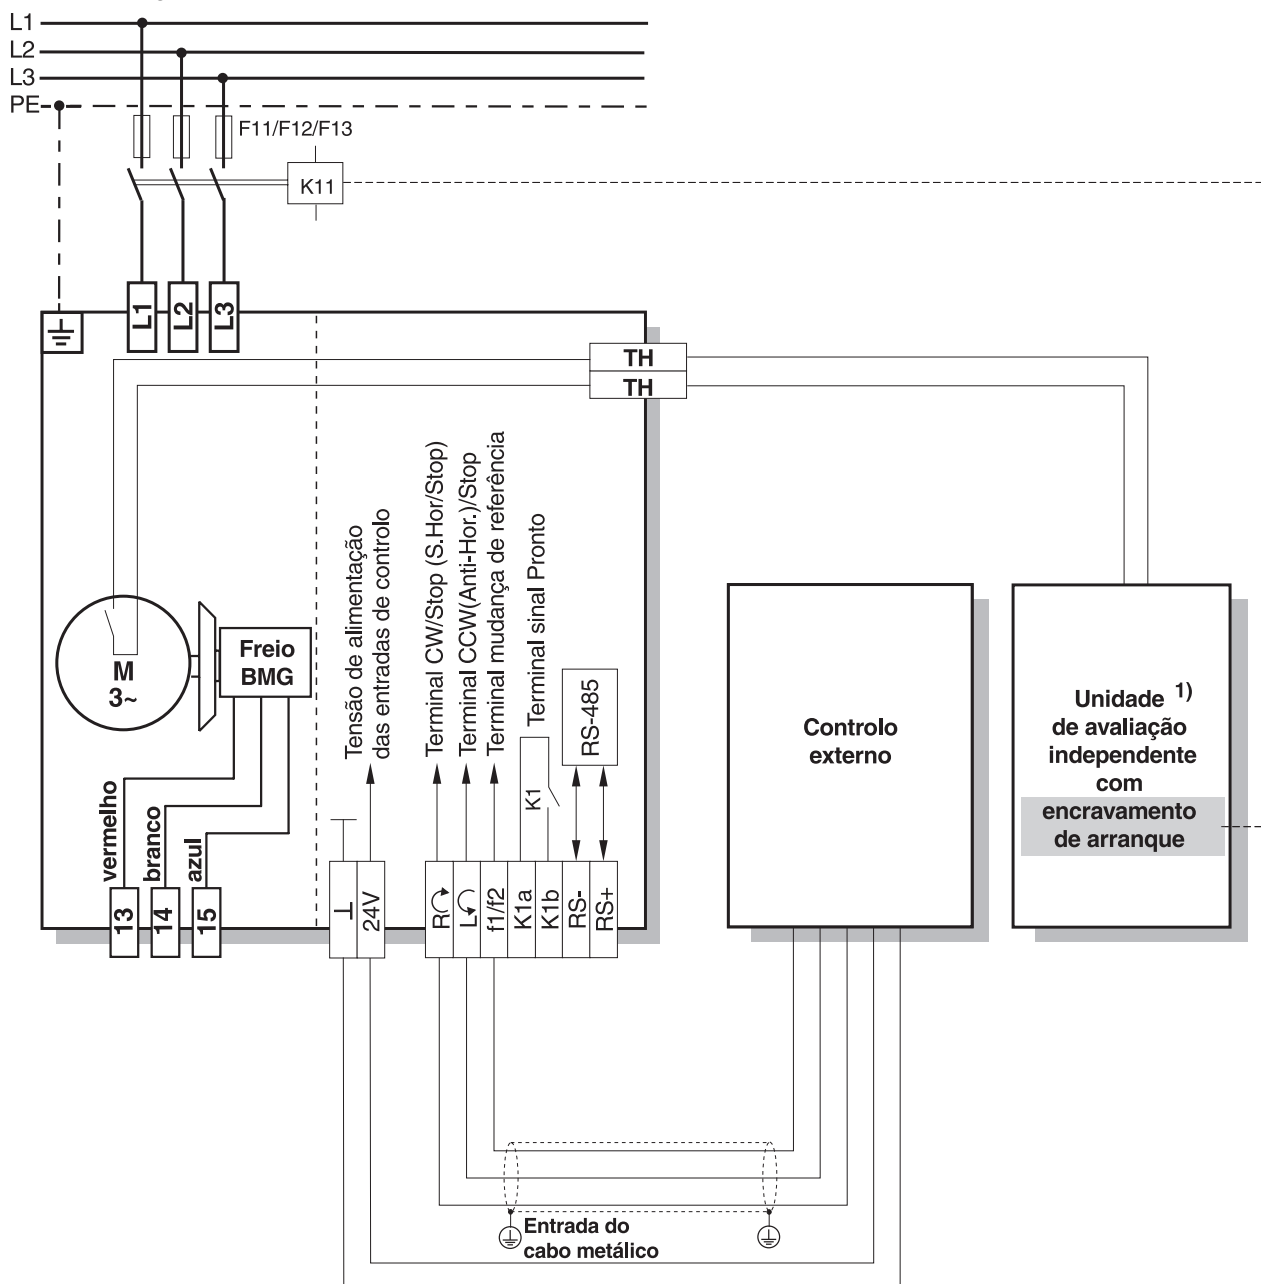 L1
L2
L3
PE
F11/F12/F13
K11
L1
L2
L3
TH
TH
Tensão de alimentação
das entradas de controlo
Terminal CW/Stop (S.Hor/Stop)
Terminal CCW(Anti-Hor.)/Stop
Terminal mudança de referência
Terminal sinal Pronto
RS-485
K1
M
3~
Freio
BMG
vermelho
branco
azul
13
14
15
⊥
24V
R
L
f1/f2
K1a
K1b
RS-
RS+
Controlo
externo
Unidade 1)
de avaliação
independente
com
encravamento
de arranque
Entrada do
cabo metálico